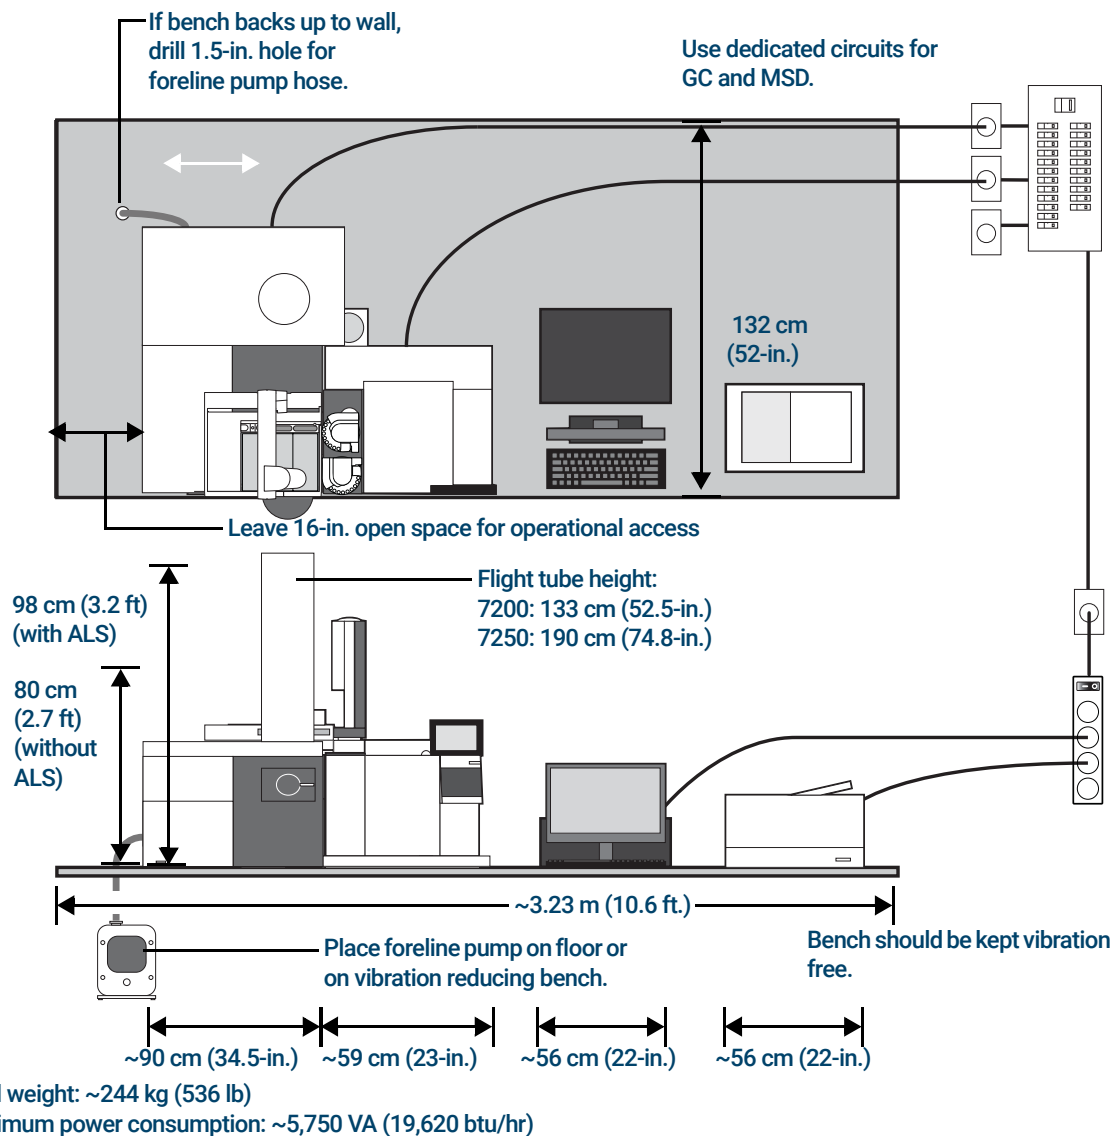 If bench backs up to wall,
drill 1.5-in. hole for
foreline pump hose.
Use dedicated circuits for
GC and MSD.
132 cm
(52-in.)
Leave 16-in. open space for operational access
98 cm (3.2 ft)
(with ALS)
Flight tube height:
7200: 133 cm (52.5-in.)
7250: 190 cm (74.8-in.)
80 cm
(2.7 ft)
(without
ALS)
~3.23 m (10.6 ft.)
Place foreline pump on floor or
on vibration reducing bench.
Bench should be kept vibration
free.
~90 cm (34.5-in.)
~59 cm (23-in.)
~56 cm (22-in.)
~56 cm (22-in.)
weight: ~244 kg (536 lb)
power consumption: ~5,750 VA (19,620 btu/hr)